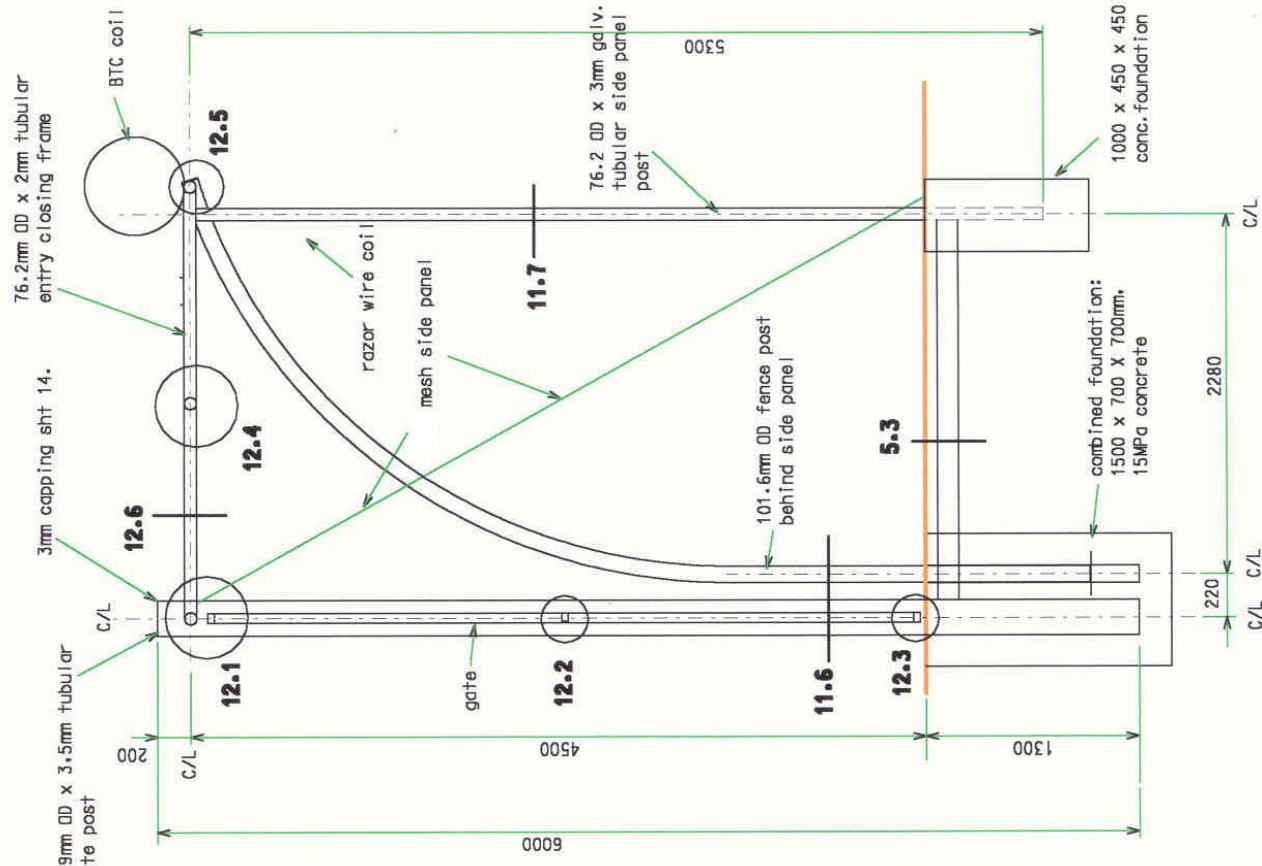 76.2mm OD x 2mm tubular
entry closing frame
BTC coil
3mm capping sht 14.
9mm OD x 3.5mm tubular
te post
C/L
C/L
200
12.6
12.1
12.4
12.5
razor wire coil
mesh side panel
11.7
76.2 OD x 3mm galv.
tubular side panel
post
5300
gate
12.2
4500
6000
101.6mm OD fence post
behind side panel
11.6
12.3
5.3
1300
combined foundation:
1500 x 700 X 700mm,
15MPa concrete
1000 x 450 x 450
conc.foundation
220
2280
C/L
C/L
C/L